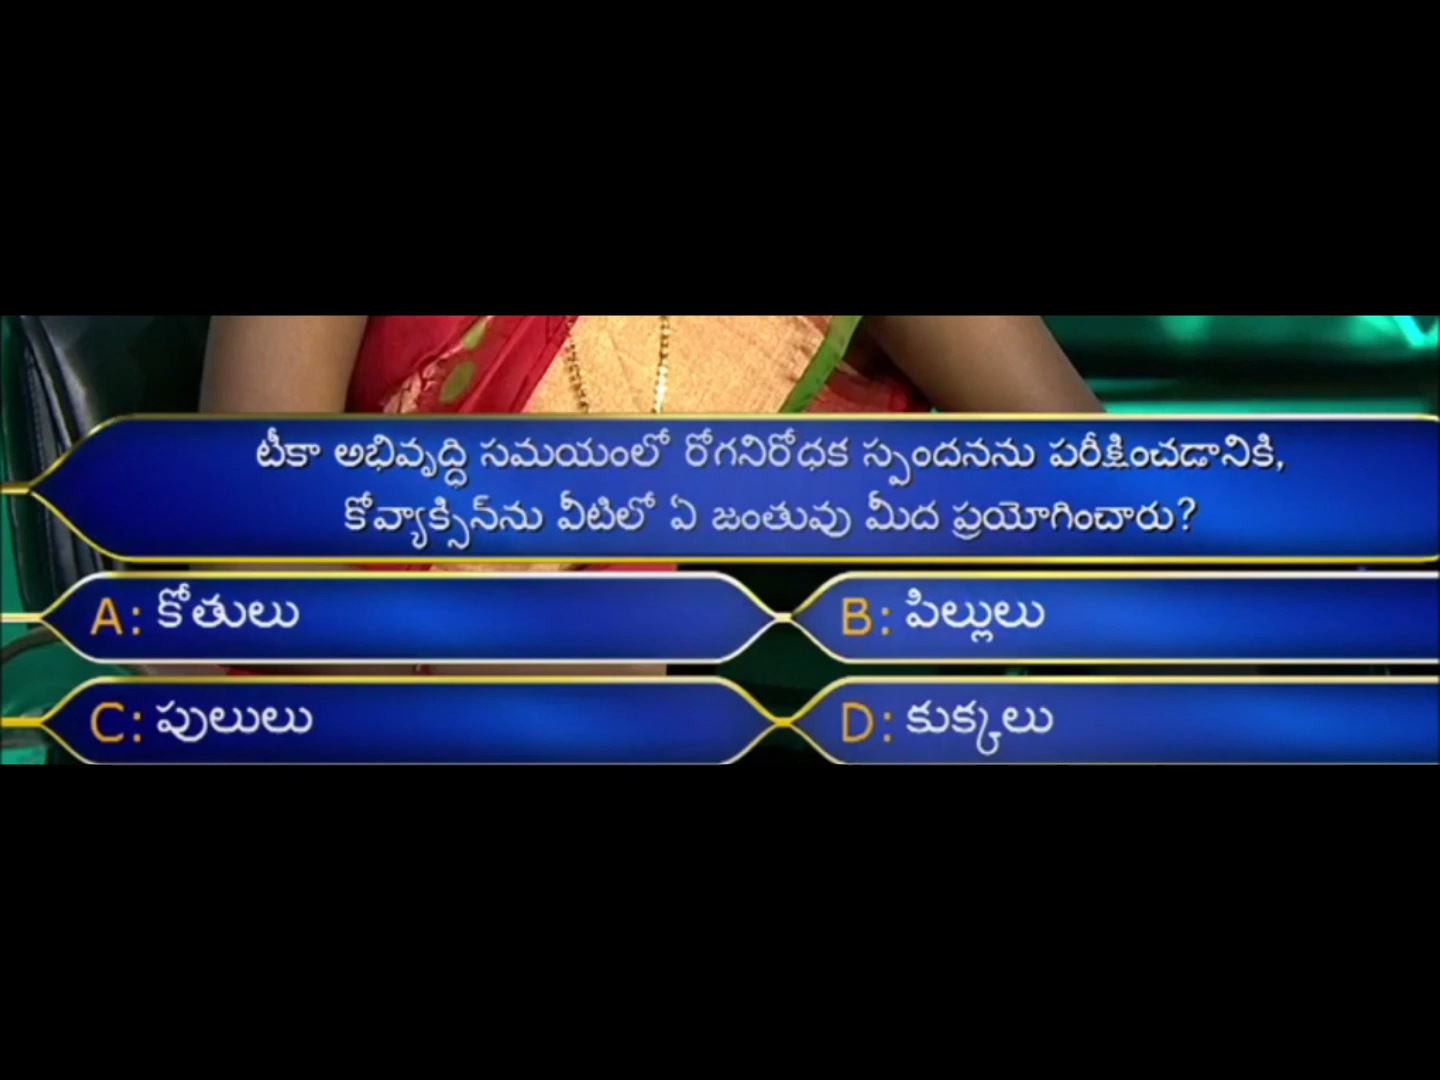 టీకా అభివృద్ధి సమయంలో రోగనిరోధక స్పందనను పరీక్షించడానికి,
కోవ్యాక్సిన్‌ను వీటిలో ఏ జంతువు మీద ప్రయోగించారు?
A: కోతులు
B: పిల్లులు
C: పులులు
D: కుక్కలు